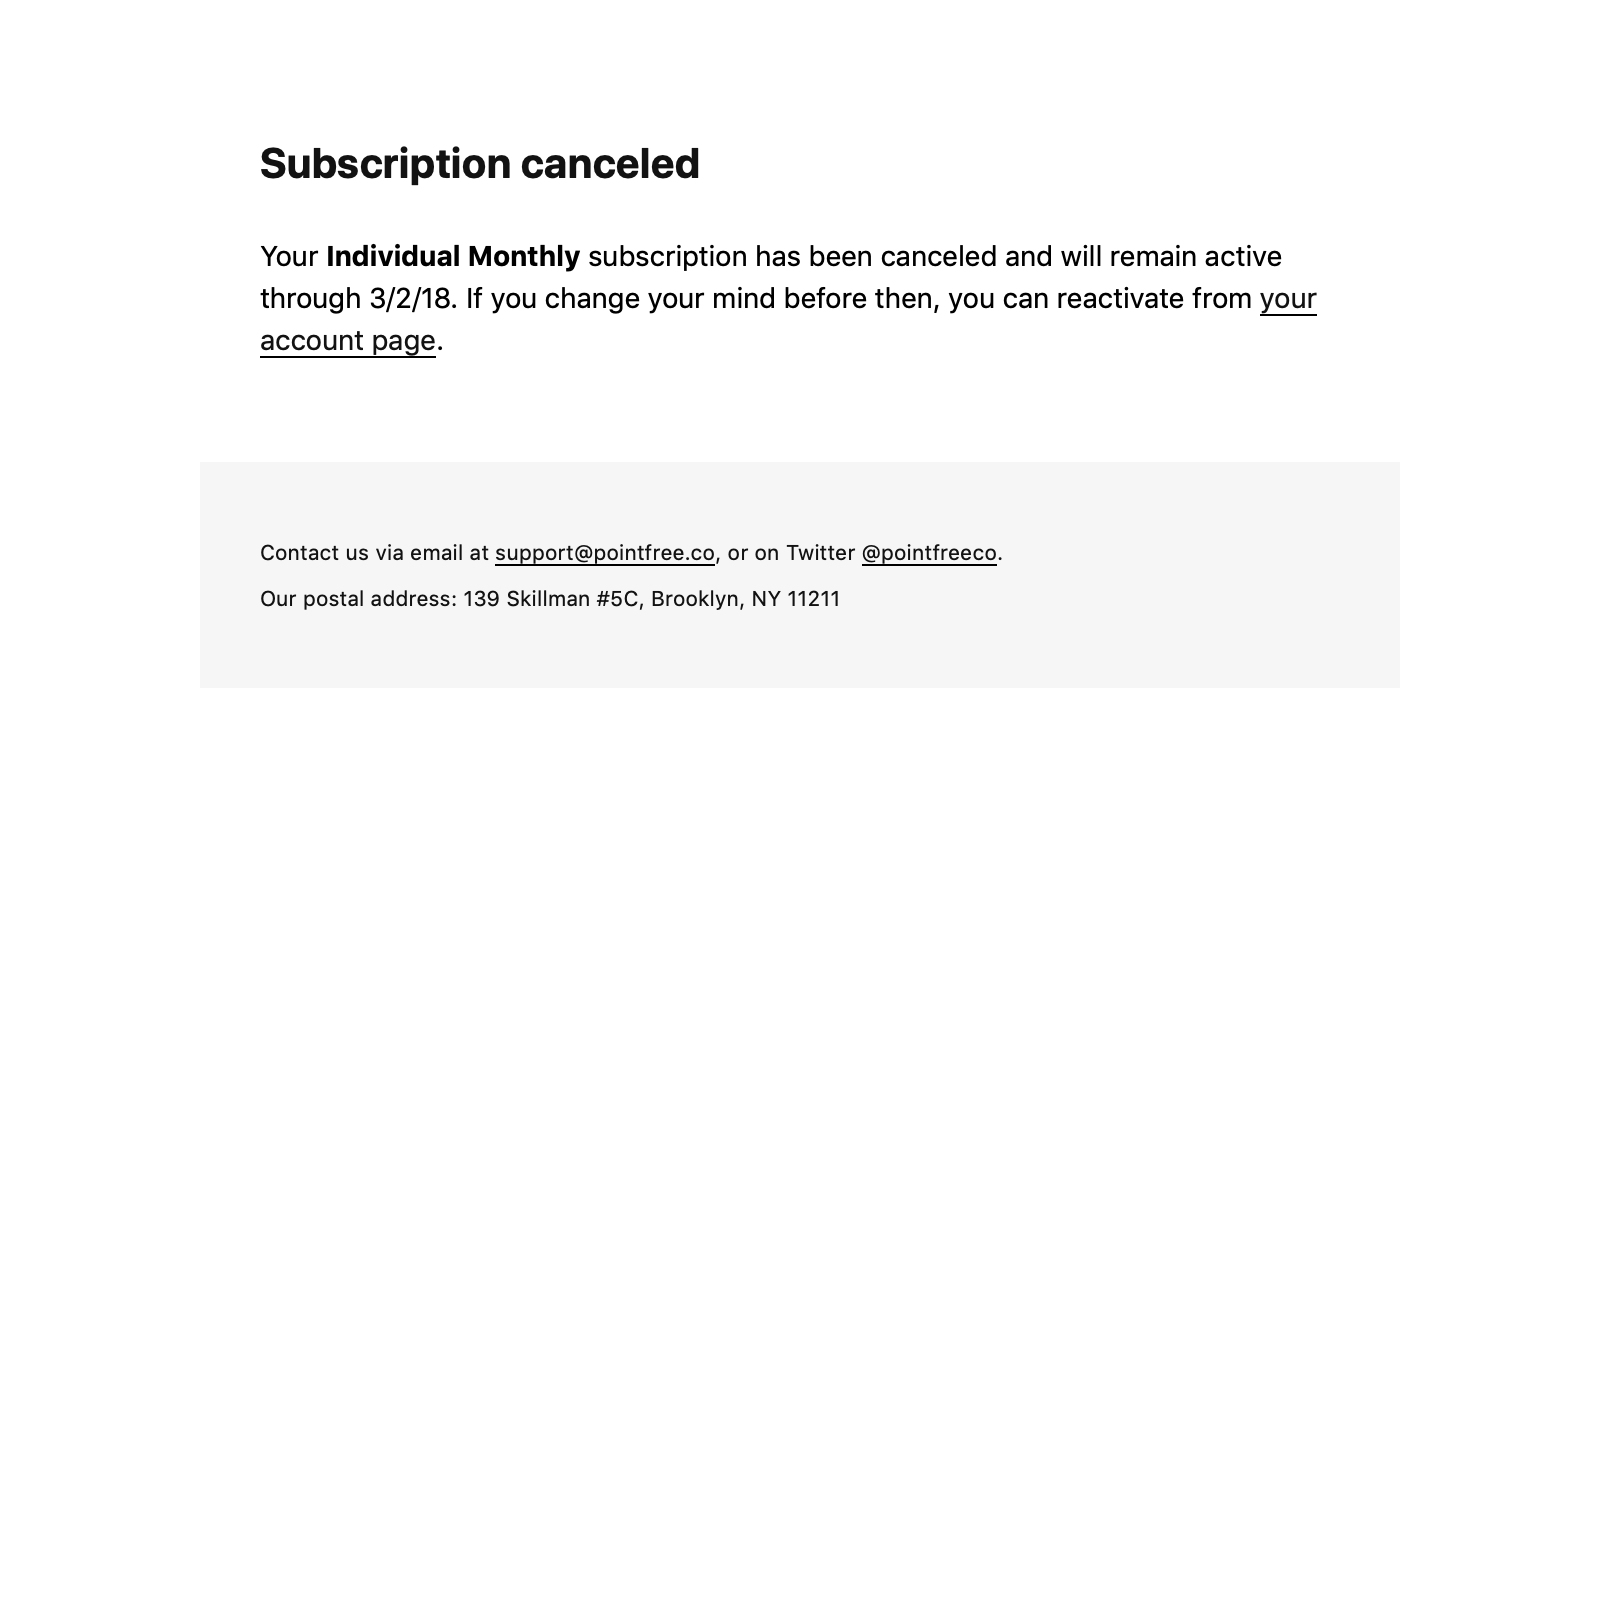 Subscription canceled
Your Individual Monthly subscription has been canceled and will remain active
through 3/2/18. If you change your mind before then, you can reactivate from your
account page.
Contact us via email at support@pointfree.co, or on Twitter @pointfreeco.
Our postal address: 139 Skillman #5C, Brooklyn, NY 11211